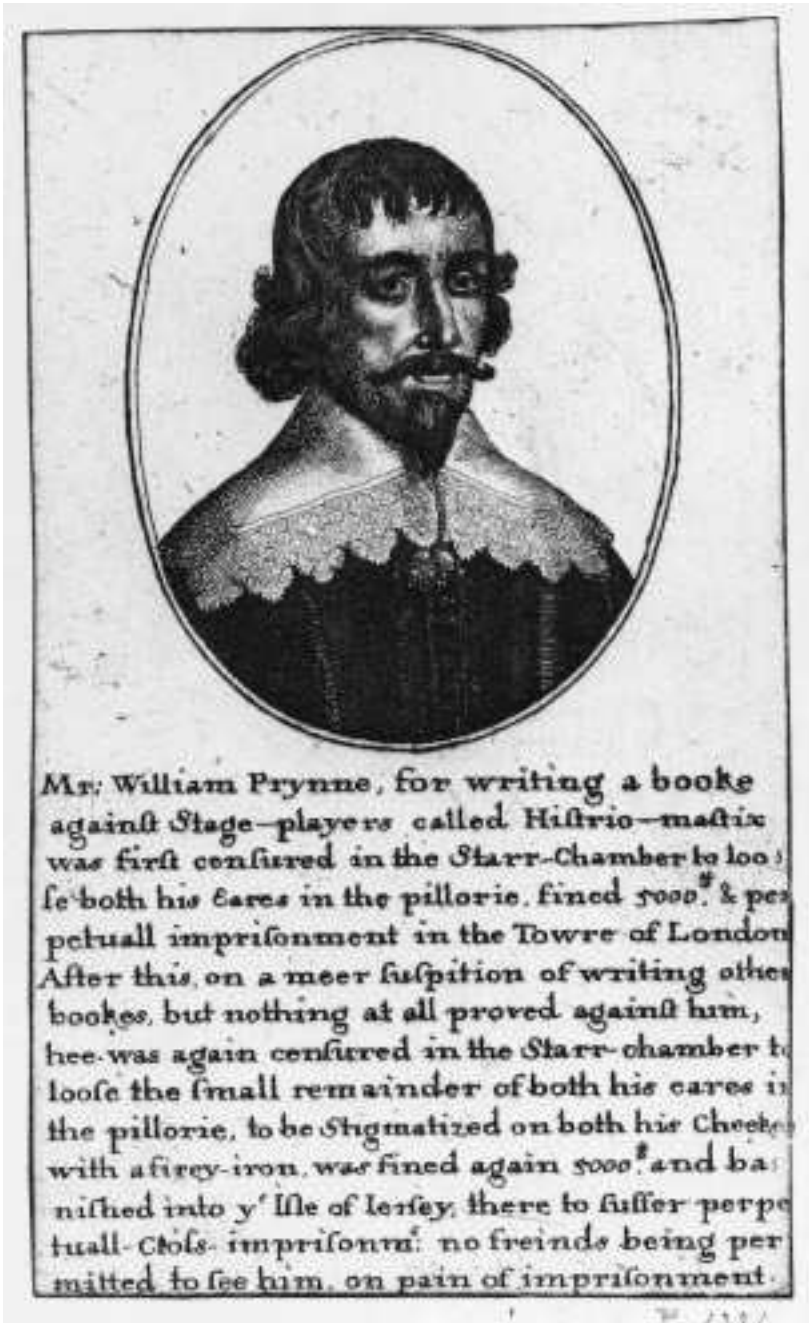 Mr: William Prynne, for writing a booke
againſt Stage-players called Hiſtrio-maſtix
was firſt cenſured in the Starr-Chamber to loo
ſe both his Eares in the pillorie, fined 5000.ˡⁱ & per
petuall impriſonment in the Towre of London
After this, on a meer ſuſpition of writing other
bookes, but nothing at all proved againſt him,
hee was again cenſured in the Starr-chamber to
looſe the ſmall remainder of both his eares in
the pillorie, to be Stigmatized on both his Cheekes
with a firey-iron, was fined again 5000.ˡⁱ and ba
niſhed into yᵉ Iſle of Ierſey, there to ſuffer perpe
tuall-Cloſs-impriſonmᵗ: no freinds being per
mitted to ſee him, on pain of impriſonment.